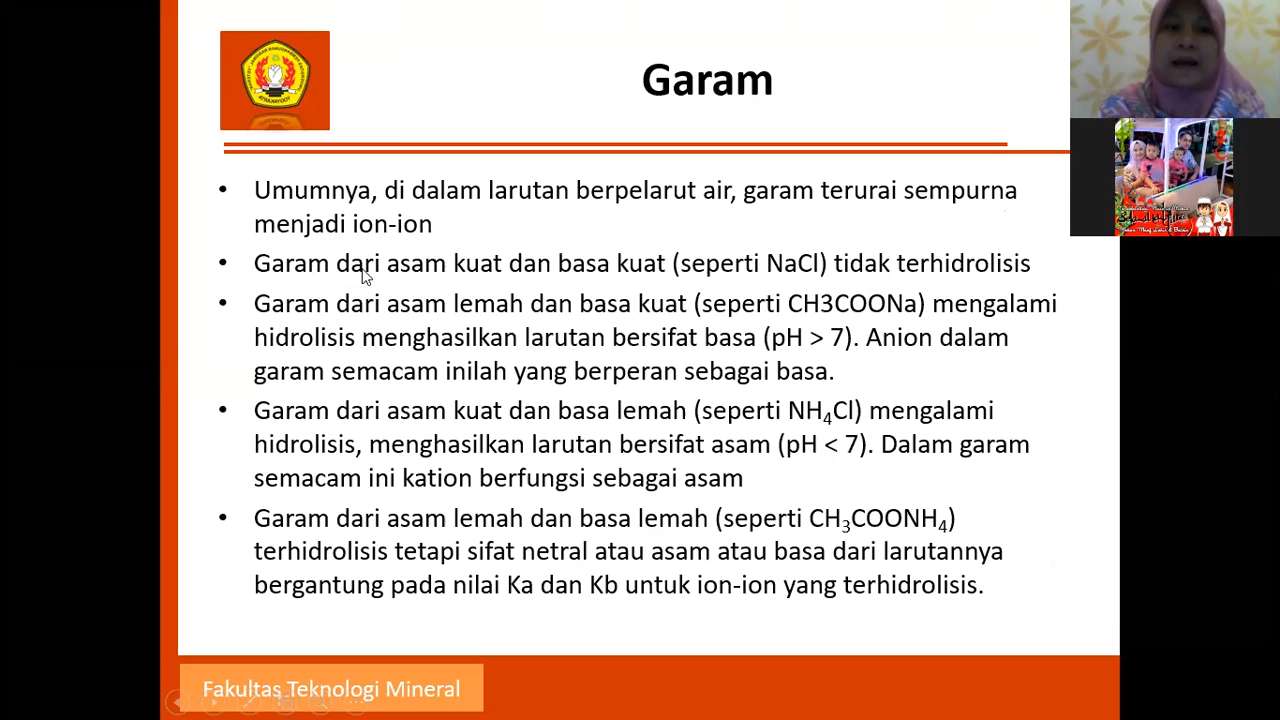 Garam
• Umumnya, di dalam larutan berpelarut air, garam terurai sempurna
menjadi ion-ion
• Garam dari asam kuat dan basa kuat (seperti NaCl) tidak terhidrolisis
• Garam dari asam lemah dan basa kuat (seperti CH3COONa) mengalami
hidrolisis menghasilkan larutan bersifat basa (pH > 7). Anion dalam
garam semacam inilah yang berperan sebagai basa.
• Garam dari asam kuat dan basa lemah (seperti NH₄Cl) mengalami
hidrolisis, menghasilkan larutan bersifat asam (pH < 7). Dalam garam
semacam ini kation berfungsi sebagai asam
• Garam dari asam lemah dan basa lemah (seperti CH₃COONH₄)
terhidrolisis tetapi sifat netral atau asam atau basa dari larutannya
bergantung pada nilai Ka dan Kb untuk ion-ion yang terhidrolisis.
Fakultas Teknologi Mineral